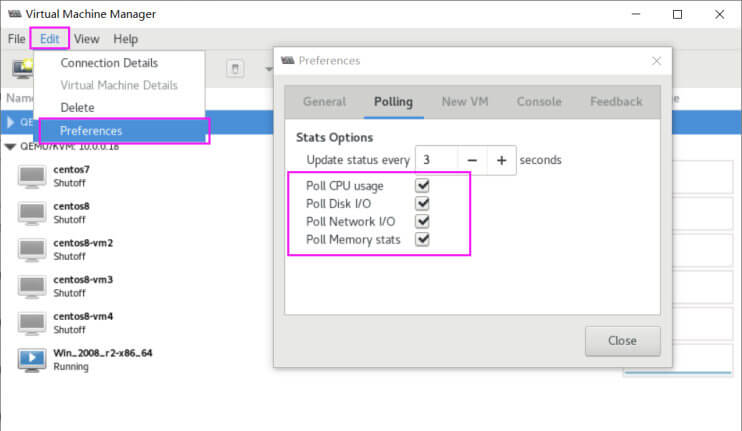 Virtual Machine Manager
File Edit View Help
Connection Details
Virtual Machine Details
Delete
Preferences
Nam
QE
QEMU/KVM: 10.0.0.18
centos7
Shutoff
centos8
Shutoff
centos8-vm2
Shutoff
centos8-vm3
Shutoff
centos8-vm4
Shutoff
Win_2008_r2-x86_64
Running
Preferences
General Polling New VM Console Feedback
Stats Options
Update status every 3 seconds
Poll CPU usage
Poll Disk I/O
Poll Network I/O
Poll Memory stats
Close